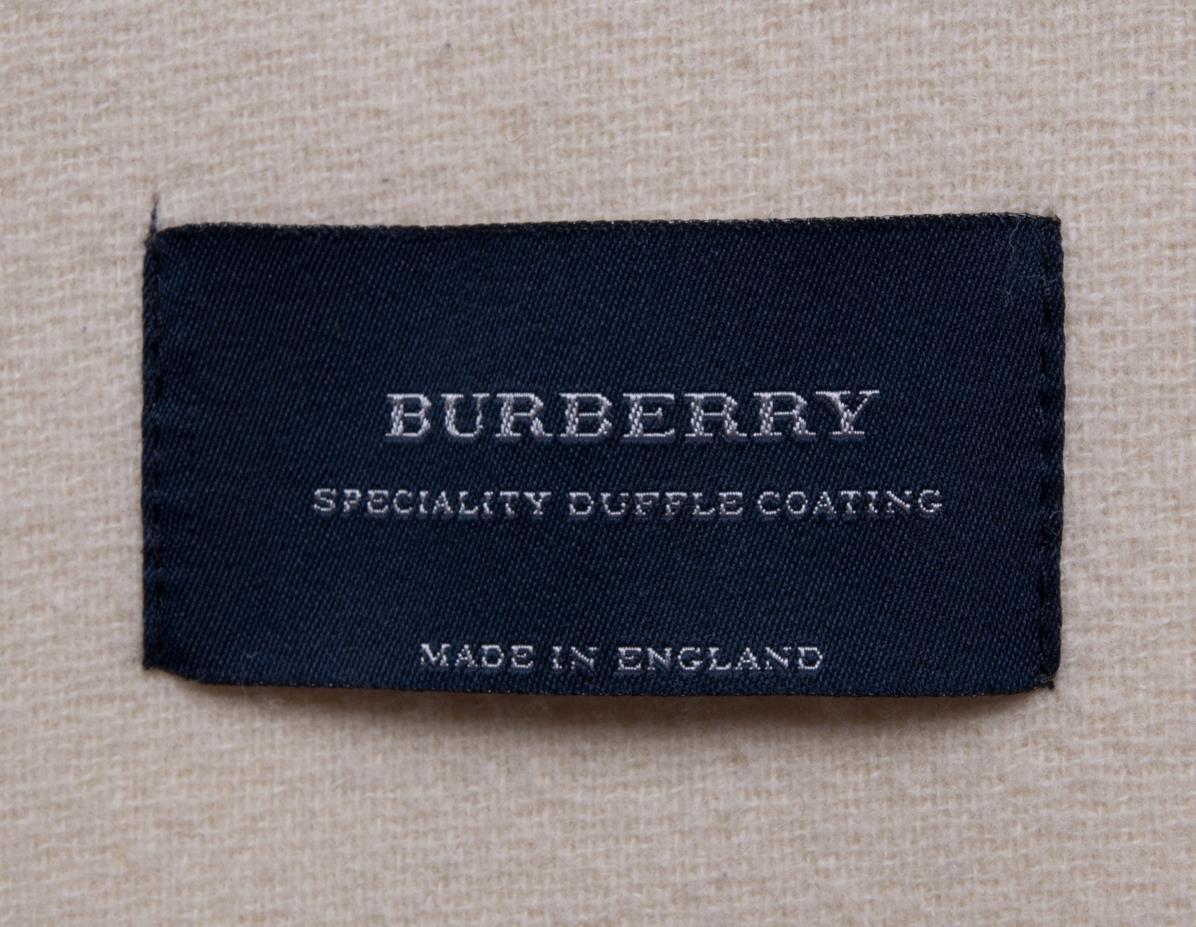 BURBERRY
SPECIALITY DUFFLE COATING
MADE IN ENGLAND